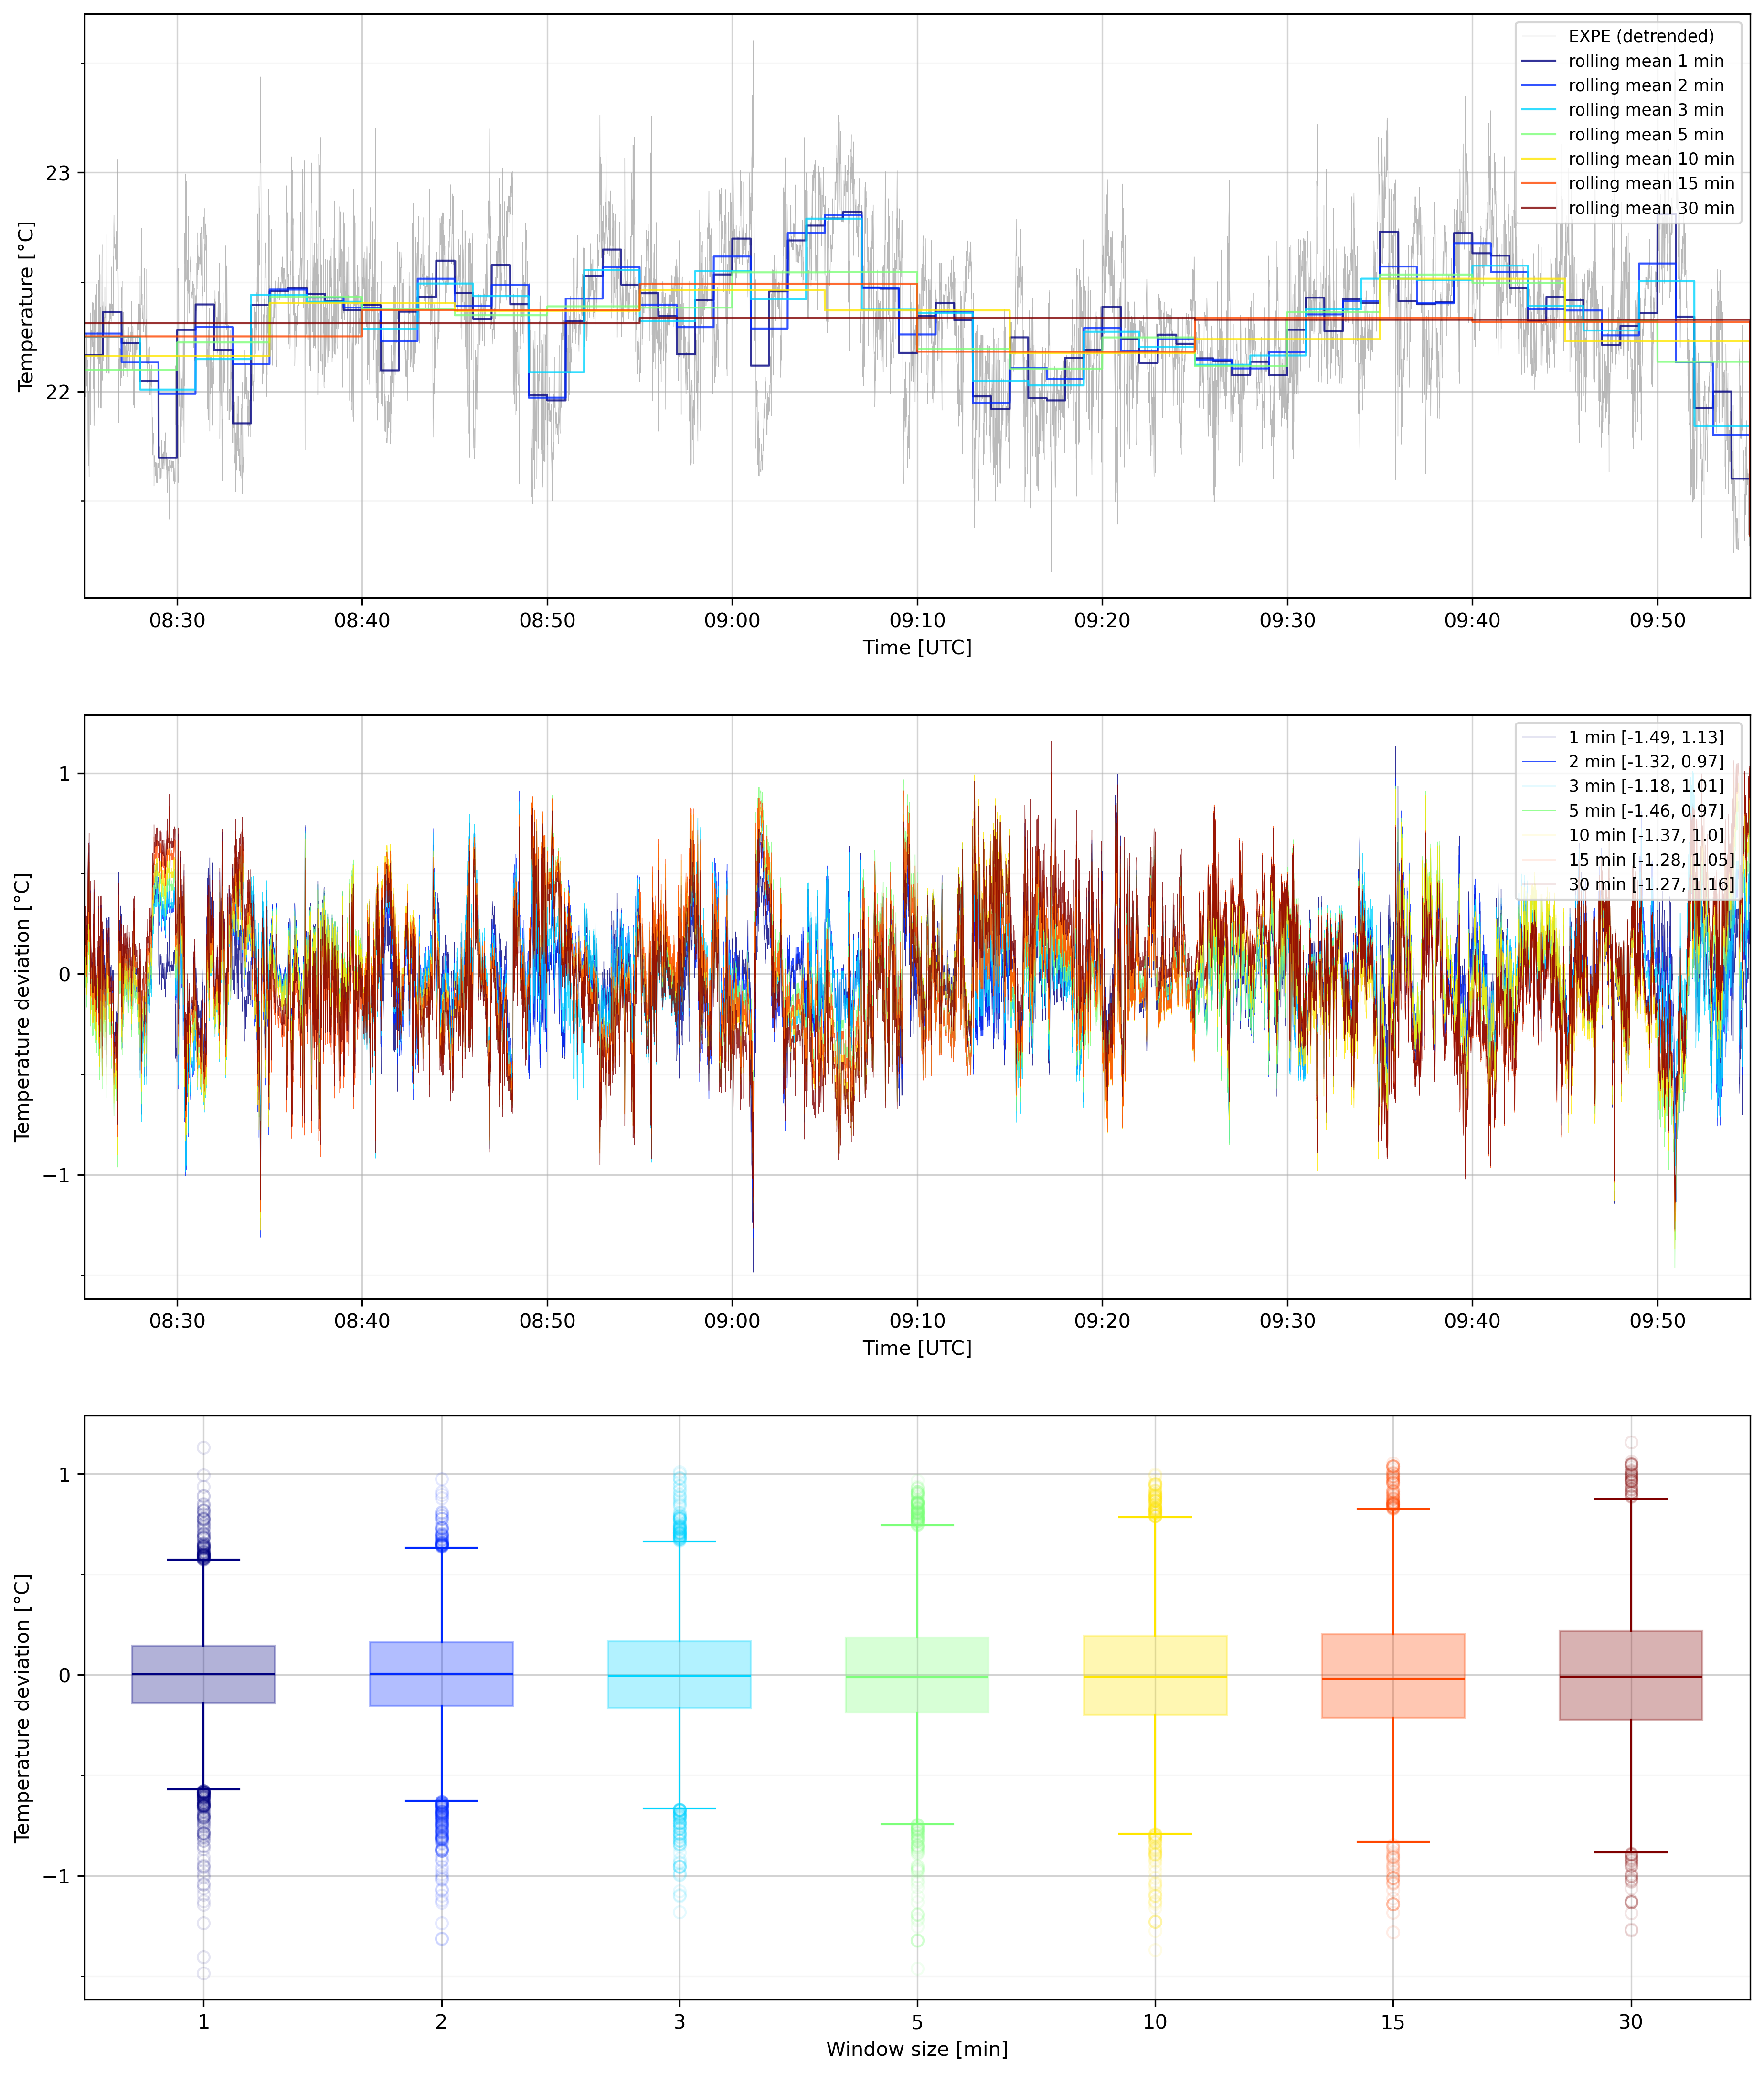 EXPE (detrended)
rolling mean 1 min
rolling mean 2 min
rolling mean 3 min
rolling mean 5 min
rolling mean 10 min
rolling mean 15 min
rolling mean 30 min
Temperature [°C]
23
22
08:30 08:40 08:50 09:00 09:10 09:20 09:30 09:40 09:50
Time [UTC]
1 min [-1.49, 1.13]
2 min [-1.32, 0.97]
3 min [-1.18, 1.01]
5 min [-1.46, 0.97]
10 min [-1.37, 1.0]
15 min [-1.28, 1.05]
30 min [-1.27, 1.16]
Temperature deviation [°C]
1
0
−1
08:30 08:40 08:50 09:00 09:10 09:20 09:30 09:40 09:50
Time [UTC]
Temperature deviation [°C]
1
0
−1
1 2 3 5 10 15 30
Window size [min]